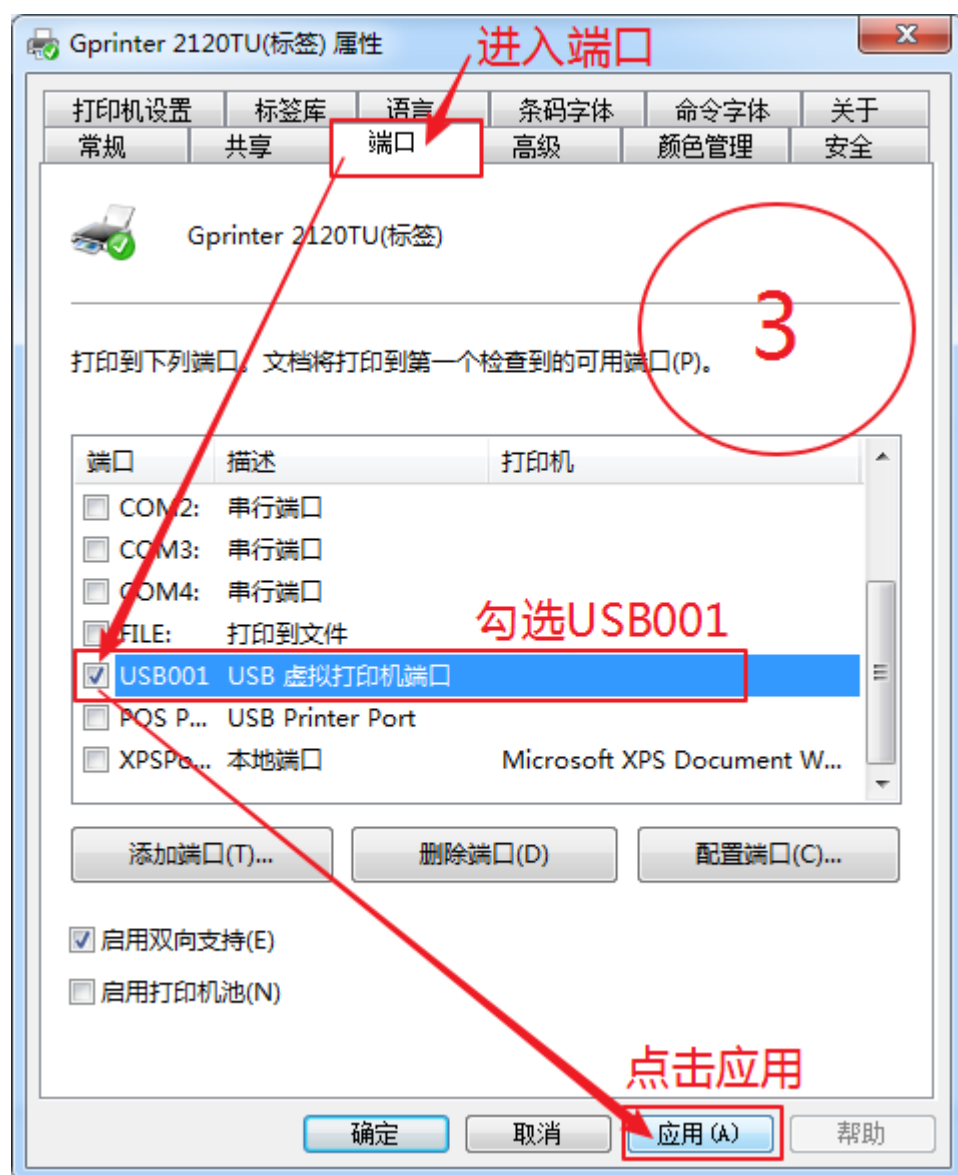 Gprinter 2120TU(标签) 属性
进入端口
打印机设置 标签库 语言 条码字体 命令字体 关于
常规 共享 端口 高级 颜色管理 安全
Gprinter 2120TU(标签)
3
打印到下列端口。文档将打印到第一个检查到的可用端口(P)。
端口 描述 打印机
COM2: 串行端口
COM3: 串行端口
COM4: 串行端口
勾选USB001
FILE: 打印到文件
USB001 USB 虚拟打印机端口
POS P... USB Printer Port
XPSPo... 本地端口 Microsoft XPS Document W...
添加端口(T)... 删除端口(D) 配置端口(C)...
启用双向支持(E)
启用打印机池(N)
点击应用
确定 取消 应用(A) 帮助